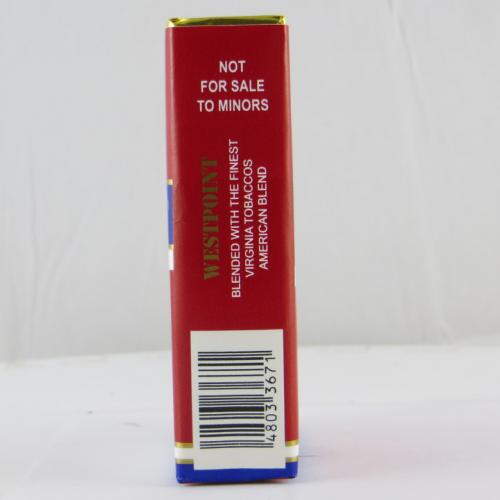 NOT
FOR SALE
TO MINORS
WESTPOINT
BLENDED WITH THE FINEST
VIRGINIA TOBACCOS
AMERICAN BLEND
4803 3671